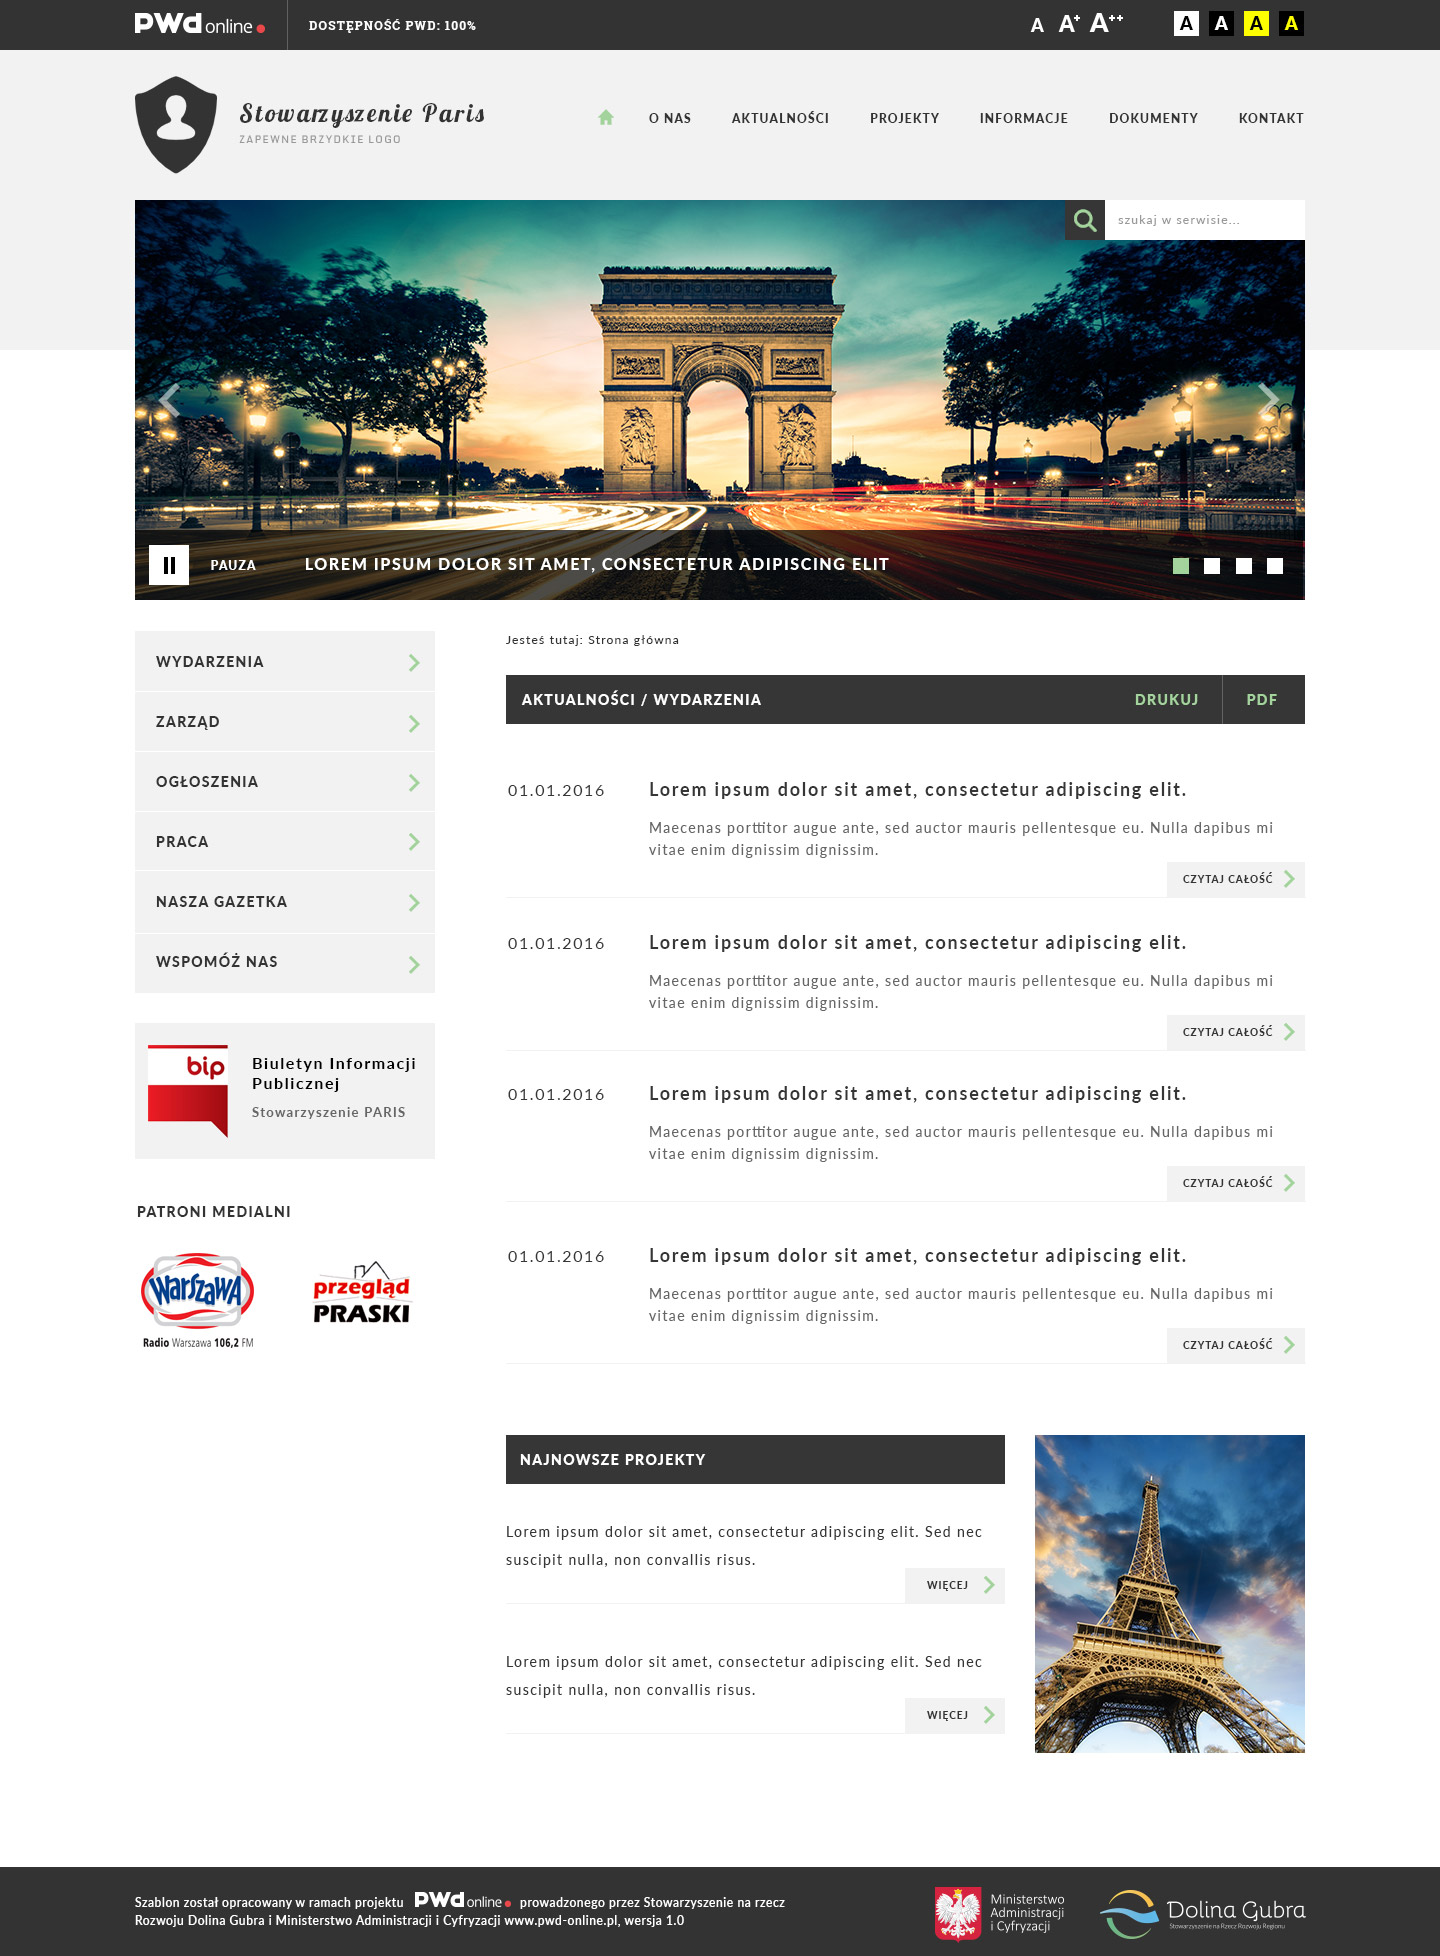 PWd online
DOSTĘPNOŚĆ PWD: 100%
A A+ A++
A A A A
Stowarzyszenie Paris
ZAPEWNE BRZYDKIE LOGO
O NAS AKTUALNOŚCI PROJEKTY INFORMACJE DOKUMENTY KONTAKT
szukaj w serwisie...
PAUZA
LOREM IPSUM DOLOR SIT AMET, CONSECTETUR ADIPISCING ELIT
WYDARZENIA
ZARZĄD
OGŁOSZENIA
PRACA
NASZA GAZETKA
WSPOMÓŻ NAS
bip
Biuletyn Informacji
Publicznej
Stowarzyszenie PARIS
PATRONI MEDIALNI
WARSZAWA
Radio Warszawa 106,2 FM
przegląd
PRASKI
Jesteś tutaj: Strona główna
AKTUALNOŚCI / WYDARZENIA
DRUKUJ PDF
01.01.2016
Lorem ipsum dolor sit amet, consectetur adipiscing elit.
Maecenas porttitor augue ante, sed auctor mauris pellentesque eu. Nulla dapibus mi
vitae enim dignissim dignissim.
CZYTAJ CAŁOŚĆ
01.01.2016
Lorem ipsum dolor sit amet, consectetur adipiscing elit.
Maecenas porttitor augue ante, sed auctor mauris pellentesque eu. Nulla dapibus mi
vitae enim dignissim dignissim.
CZYTAJ CAŁOŚĆ
01.01.2016
Lorem ipsum dolor sit amet, consectetur adipiscing elit.
Maecenas porttitor augue ante, sed auctor mauris pellentesque eu. Nulla dapibus mi
vitae enim dignissim dignissim.
CZYTAJ CAŁOŚĆ
01.01.2016
Lorem ipsum dolor sit amet, consectetur adipiscing elit.
Maecenas porttitor augue ante, sed auctor mauris pellentesque eu. Nulla dapibus mi
vitae enim dignissim dignissim.
CZYTAJ CAŁOŚĆ
NAJNOWSZE PROJEKTY
Lorem ipsum dolor sit amet, consectetur adipiscing elit. Sed nec
suscipit nulla, non convallis risus.
WIĘCEJ
Lorem ipsum dolor sit amet, consectetur adipiscing elit. Sed nec
suscipit nulla, non convallis risus.
WIĘCEJ
Szablon został opracowany w ramach projektu PWd online prowadzonego przez Stowarzyszenie na rzecz
Rozwoju Dolina Gubra i Ministerstwo Administracji i Cyfryzacji www.pwd-online.pl, wersja 1.0
Ministerstwo
Administracji
i Cyfryzacji
Dolina Gubra
Stowarzyszenie na Rzecz Rozwoju Regionu